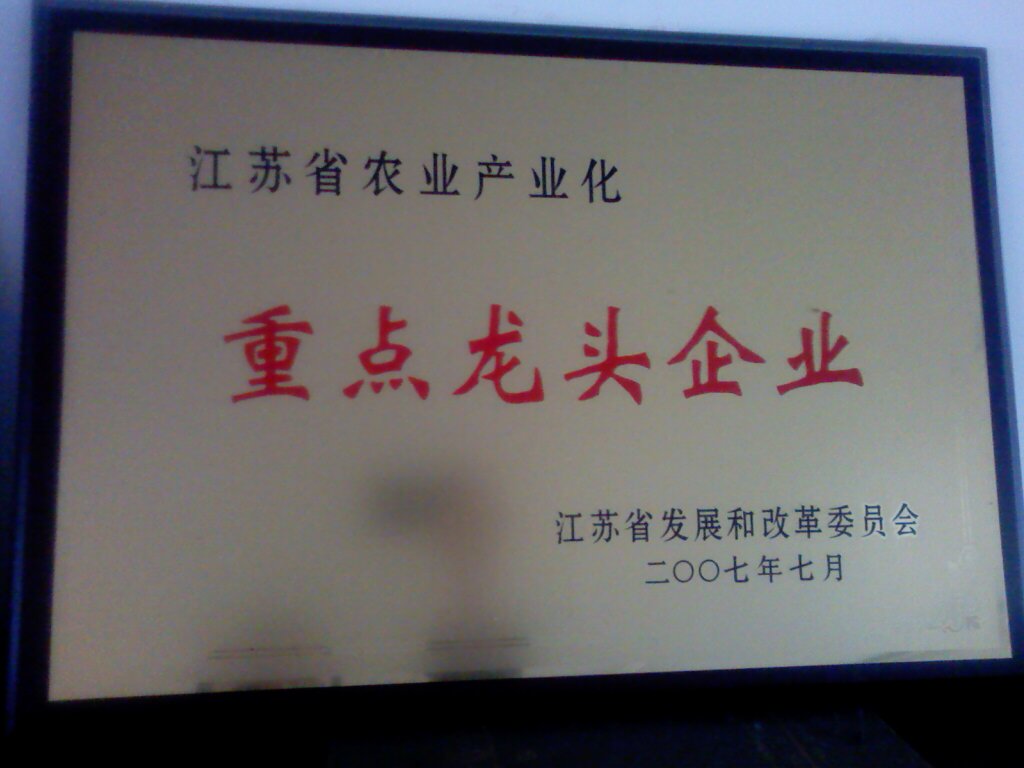 江苏省农业产业化
重点龙头企业
江苏省发展和改革委员会
二〇〇七年七月